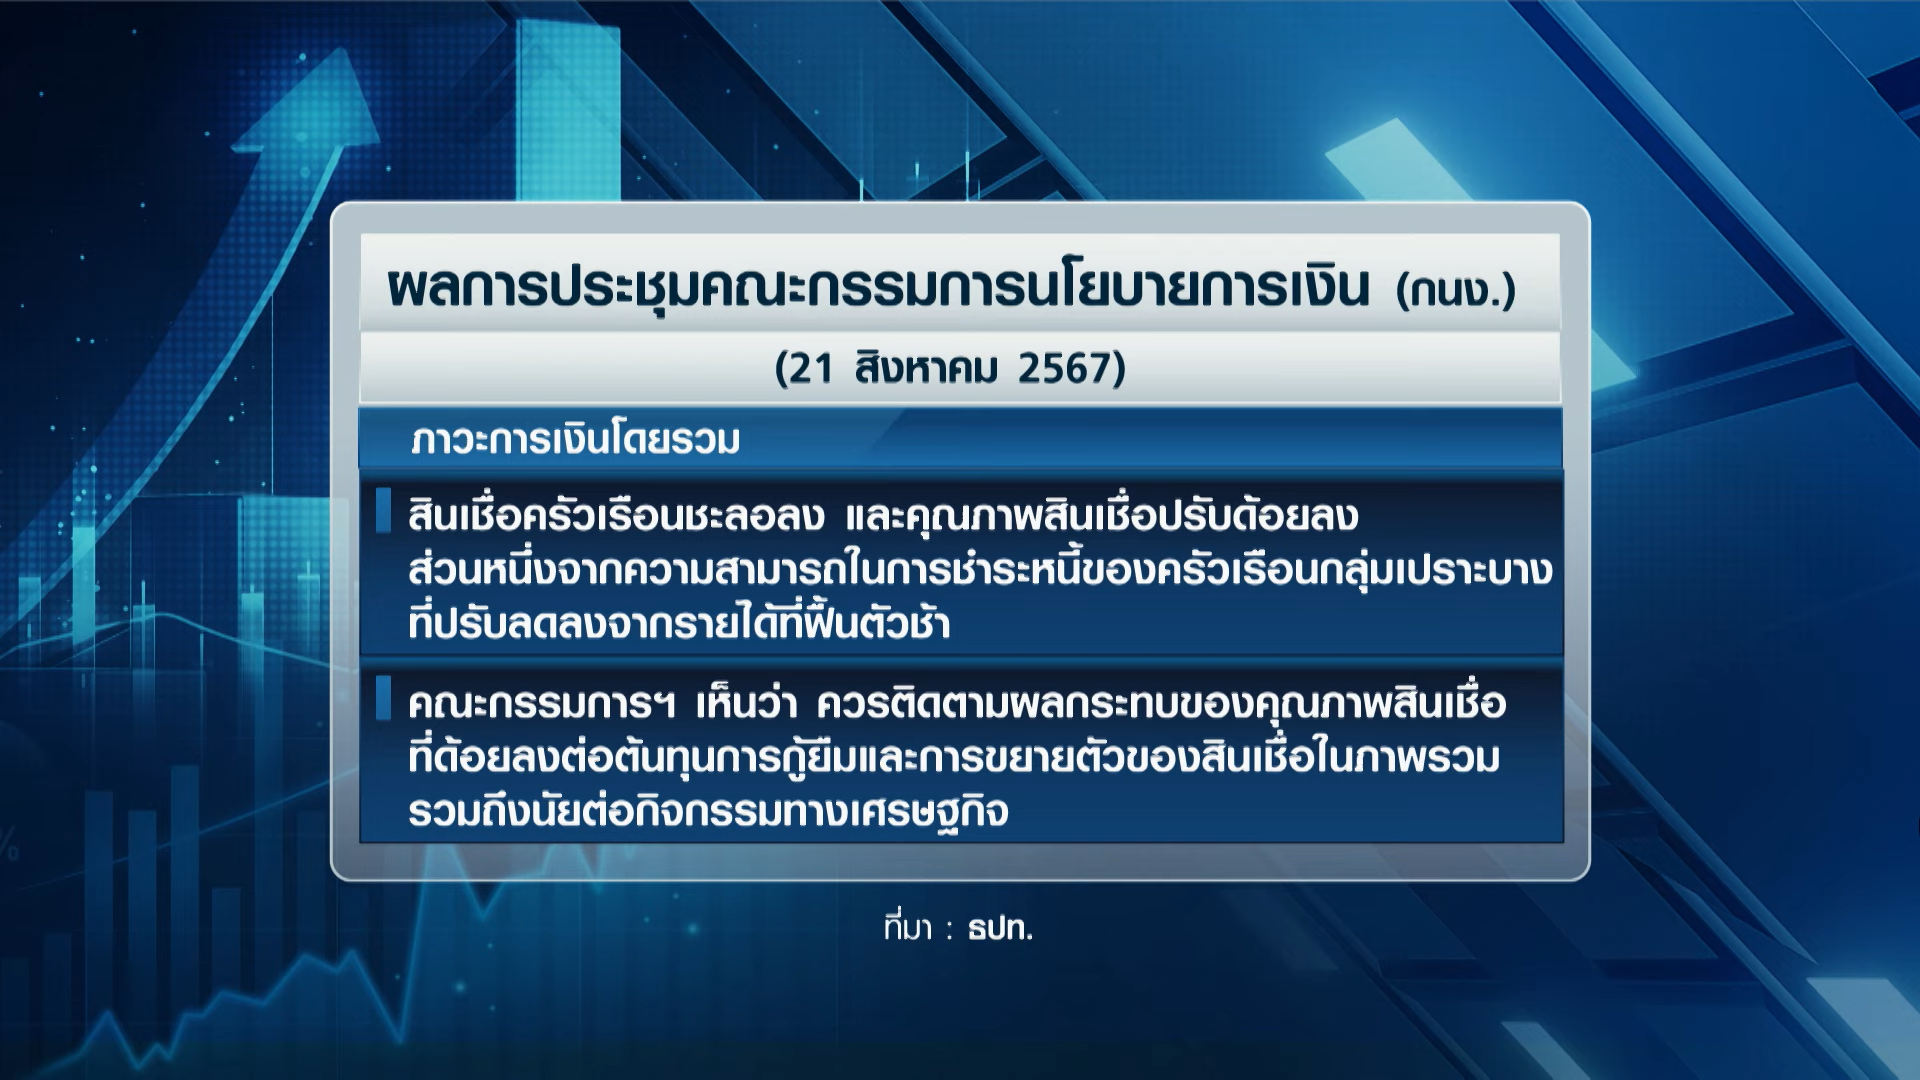 ผลการประชุมคณะกรรมการนโยบายการเงิน (กนง.)
(21 สิงหาคม 2567)
ภาวะการเงินโดยรวม
สินเชื่อครัวเรือนชะลอลง และคุณภาพสินเชื่อปรับด้อยลง
ส่วนหนึ่งจากความสามารถในการชำระหนี้ของครัวเรือนกลุ่มเปราะบาง
ที่ปรับลดลงจากรายได้ที่ฟื้นตัวช้า
คณะกรรมการฯ เห็นว่า ควรติดตามผลกระทบของคุณภาพสินเชื่อ
ที่ด้อยลงต่อต้นทุนการกู้ยืมและการขยายตัวของสินเชื่อในภาพรวม
รวมถึงนัยต่อกิจกรรมทางเศรษฐกิจ
ที่มา : ธปท.
%